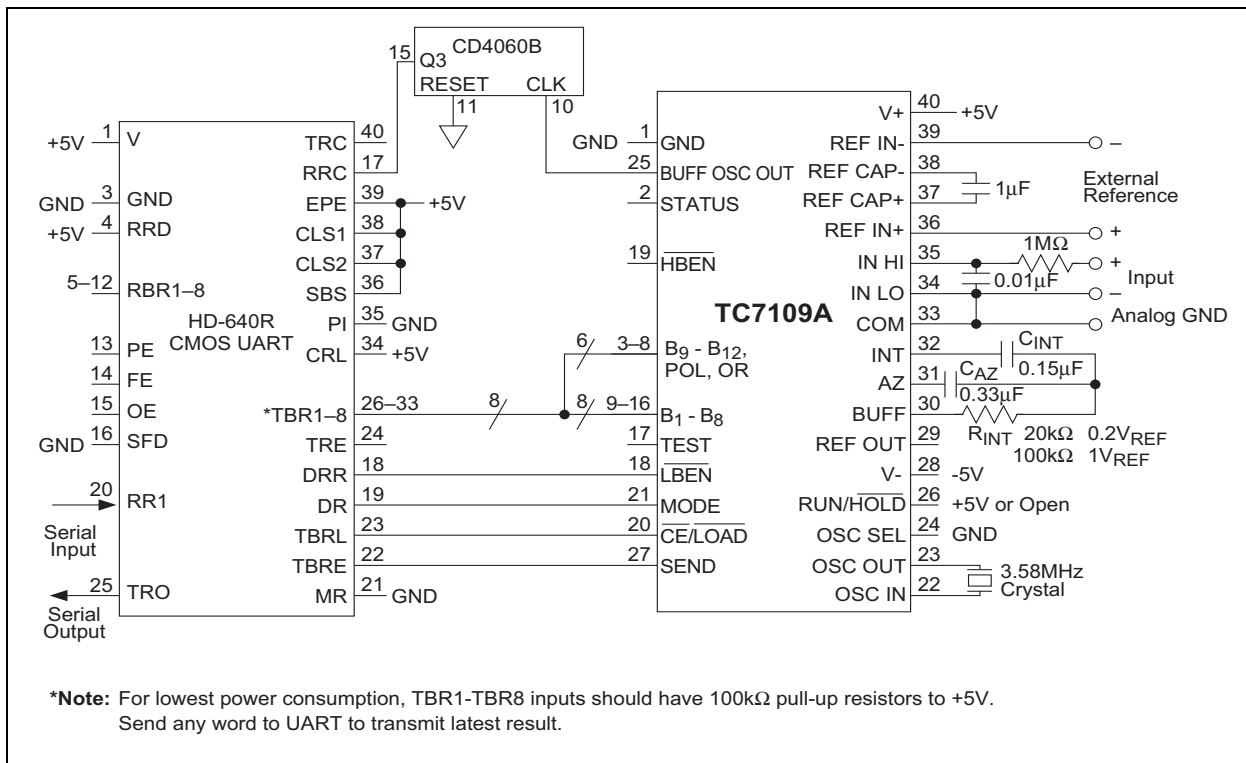 CD4060B
15 Q3
RESET CLK
11 10
HD-640R
CMOS UART
+5V 1 V
GND 3 GND
+5V 4 RRD
5–12 RBR1–8
13 PE
14 FE
15 OE
GND 16 SFD
20 RR1
Serial
Input
25 TRO
Serial
Output
TRC 40
RRC 17
EPE 39 +5V
CLS1 38
CLS2 37
SBS 36
PI 35 GND
CRL 34 +5V
*TBR1–8 26–33
TRE 24
DRR 18
DR 19
TBRL 23
TBRE 22
MR 21 GND
8
6
8
TC7109A
GND 1 GND
25 BUFF OSC OUT
2 STATUS
19 HBEN
3–8 B9 - B12,
POL, OR
9–16 B1 - B8
17 TEST
18 LBEN
21 MODE
20 CE/LOAD
27 SEND
V+ 40 +5V
REF IN- 39 –
REF CAP- 38
1µF
REF CAP+ 37
External
Reference
REF IN+ 36 +
IN HI 35 1MΩ +
0.01µF
Input
IN LO 34 –
COM 33 Analog GND
INT 32 CINT
0.15µF
AZ 31 CAZ
0.33µF
BUFF 30
RINT 20kΩ 0.2VREF
100kΩ 1VREF
REF OUT 29
V- 28 -5V
RUN/HOLD 26 +5V or Open
OSC SEL 24 GND
OSC OUT 23
3.58MHz
Crystal
OSC IN 22
*Note: For lowest power consumption, TBR1-TBR8 inputs should have 100kΩ pull-up resistors to +5V.
Send any word to UART to transmit latest result.